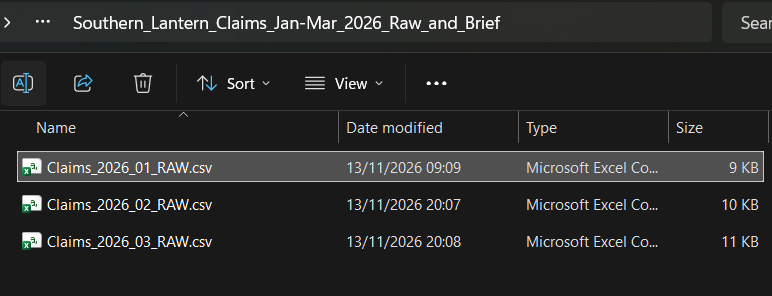 Southern_Lantern_Claims_Jan-Mar_2026_Raw_and_Brief
Sear
Sort
View
Name Date modified Type Size
Claims_2026_01_RAW.csv 13/11/2026 09:09 Microsoft Excel Co... 9 KB
Claims_2026_02_RAW.csv 13/11/2026 20:07 Microsoft Excel Co... 10 KB
Claims_2026_03_RAW.csv 13/11/2026 20:08 Microsoft Excel Co... 11 KB